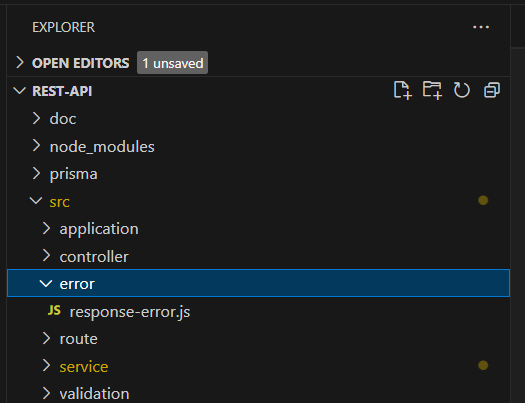 EXPLORER
OPEN EDITORS 1 unsaved
REST-API
doc
node_modules
prisma
src
application
controller
error
JS response-error.js
route
service
validation